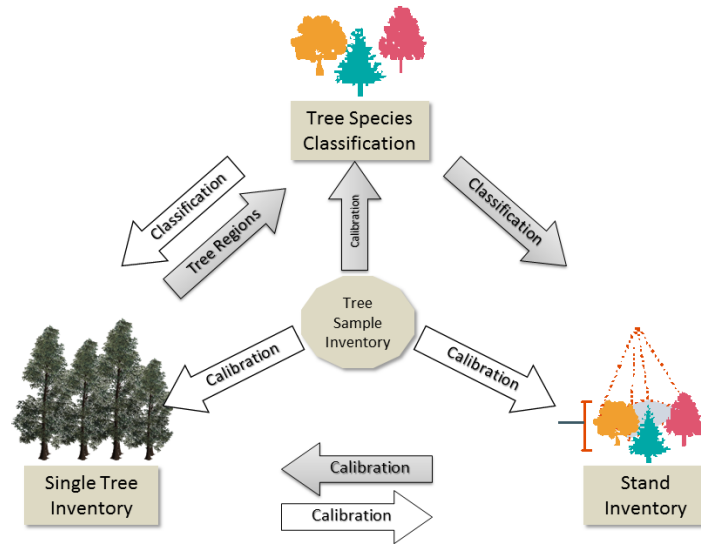 Tree Species
Classification
Classification
Tree Regions
Calibration
Classification
Tree
Sample
Inventory
Calibration
Calibration
Single Tree
Inventory
Calibration
Calibration
Stand
Inventory